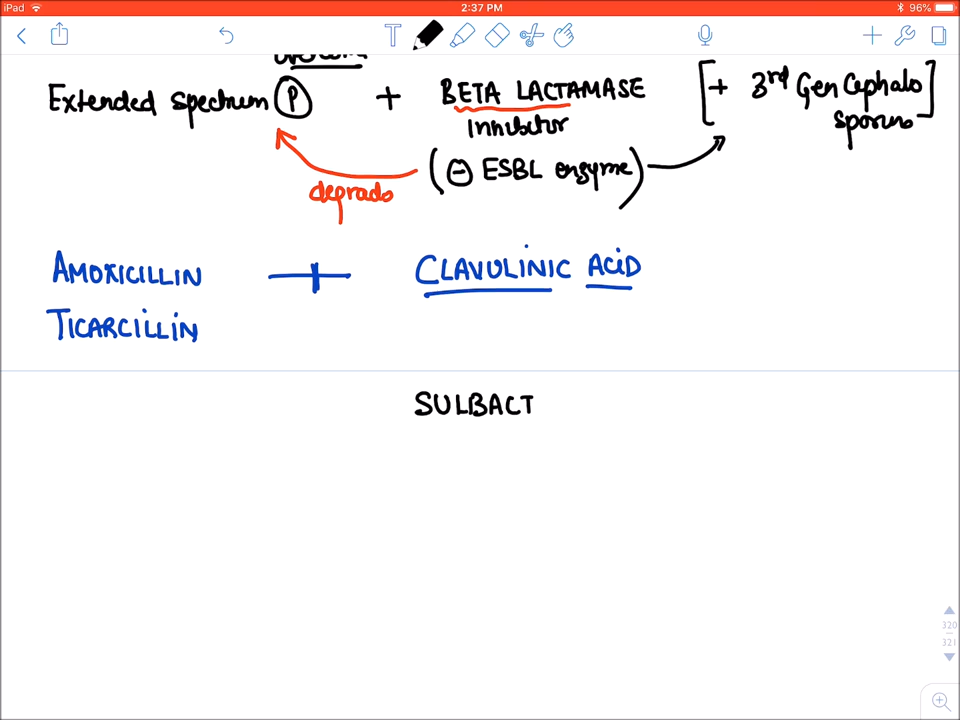 iPad 2:37 PM 96%
T
Extended spectrum P + BETA LACTAMASE [+ 3rd Gen Cephalo
Inhibitor sporins]
(- ESBL enzyme)
degrado
AMOXICILLIN + CLAVULINIC ACID
TICARCILLIN
SULBACT
320
321